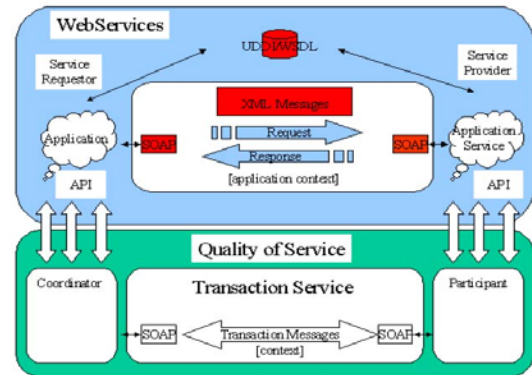 WebServices
UDDI/WSDL
Service
Requestor
Service
Provider
XML Messages
Application
SOAP
Request
Response
[application context]
SOAP
Application
Service
API
API
Quality of Service
Coordinator
Transaction Service
Participant
SOAP
Transaction Messages
[context]
SOAP